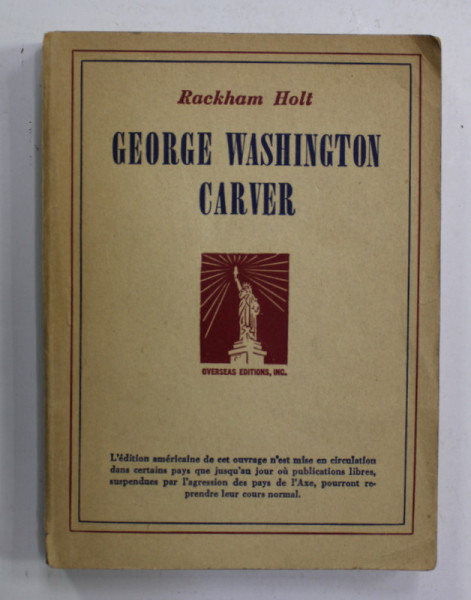 Rackham Holt
GEORGE WASHINGTON
CARVER
OVERSEAS EDITIONS, INC.
L'édition américaine de cet ouvrage n'est mise en circulation
dans certains pays que jusqu'au jour où publications libres,
suspendues par l'agression des pays de l'Axe, pourront re-
prendre leur cours normal.